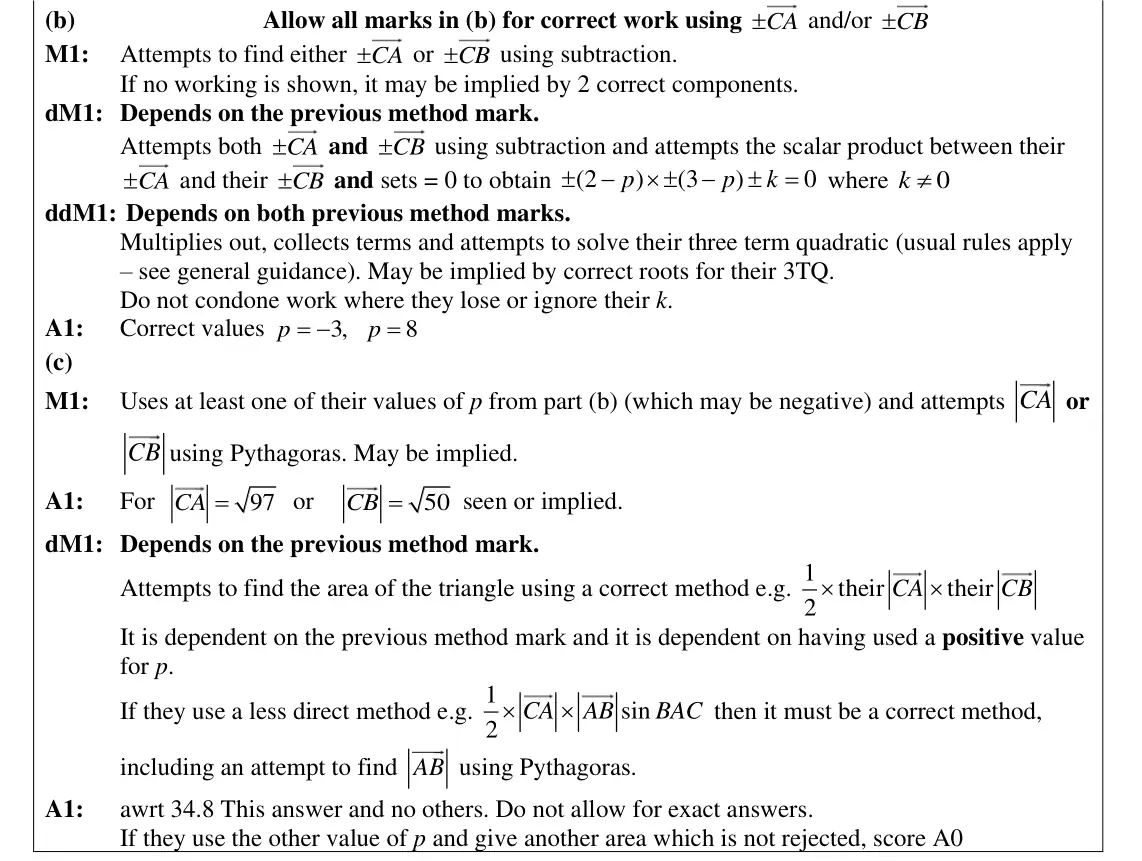 (b) Allow all marks in (b) for correct work using ±CA⃗ and/or ±CB⃗
M1: Attempts to find either ±CA⃗ or ±CB⃗ using subtraction.
If no working is shown, it may be implied by 2 correct components.
dM1: Depends on the previous method mark.
Attempts both ±CA⃗ and ±CB⃗ using subtraction and attempts the scalar product between their
±CA⃗ and their ±CB⃗ and sets = 0 to obtain ±(2 − p)×±(3 − p) ± k = 0 where k ≠ 0
ddM1: Depends on both previous method marks.
Multiplies out, collects terms and attempts to solve their three term quadratic (usual rules apply
– see general guidance). May be implied by correct roots for their 3TQ.
Do not condone work where they lose or ignore their k.
A1: Correct values p = −3, p = 8
(c)
M1: Uses at least one of their values of p from part (b) (which may be negative) and attempts |CA⃗| or
|CB⃗| using Pythagoras. May be implied.
A1: For |CA⃗| = √97 or |CB⃗| = √50 seen or implied.
dM1: Depends on the previous method mark.
Attempts to find the area of the triangle using a correct method e.g. 1/2 × their |CA⃗| × their |CB⃗|
It is dependent on the previous method mark and it is dependent on having used a positive value
for p.
If they use a less direct method e.g. 1/2 × |CA⃗| × |AB⃗| sin BAC then it must be a correct method,
including an attempt to find |AB⃗| using Pythagoras.
A1: awrt 34.8 This answer and no others. Do not allow for exact answers.
If they use the other value of p and give another area which is not rejected, score A0